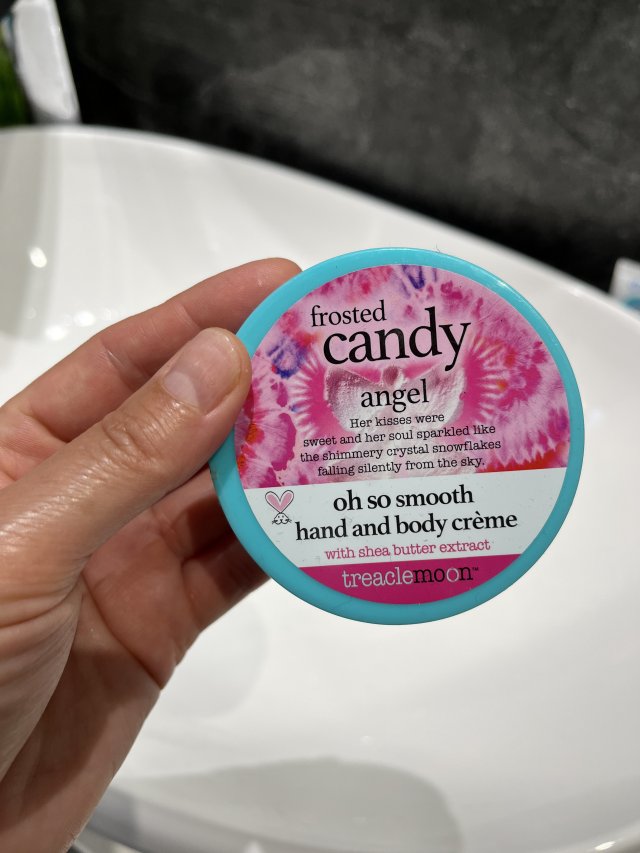 frosted
candy
angel
Her kisses were
sweet and her soul sparkled like
the shimmery crystal snowflakes
falling silently from the sky.
oh so smooth
hand and body crème
with shea butter extract
treaclemoon™